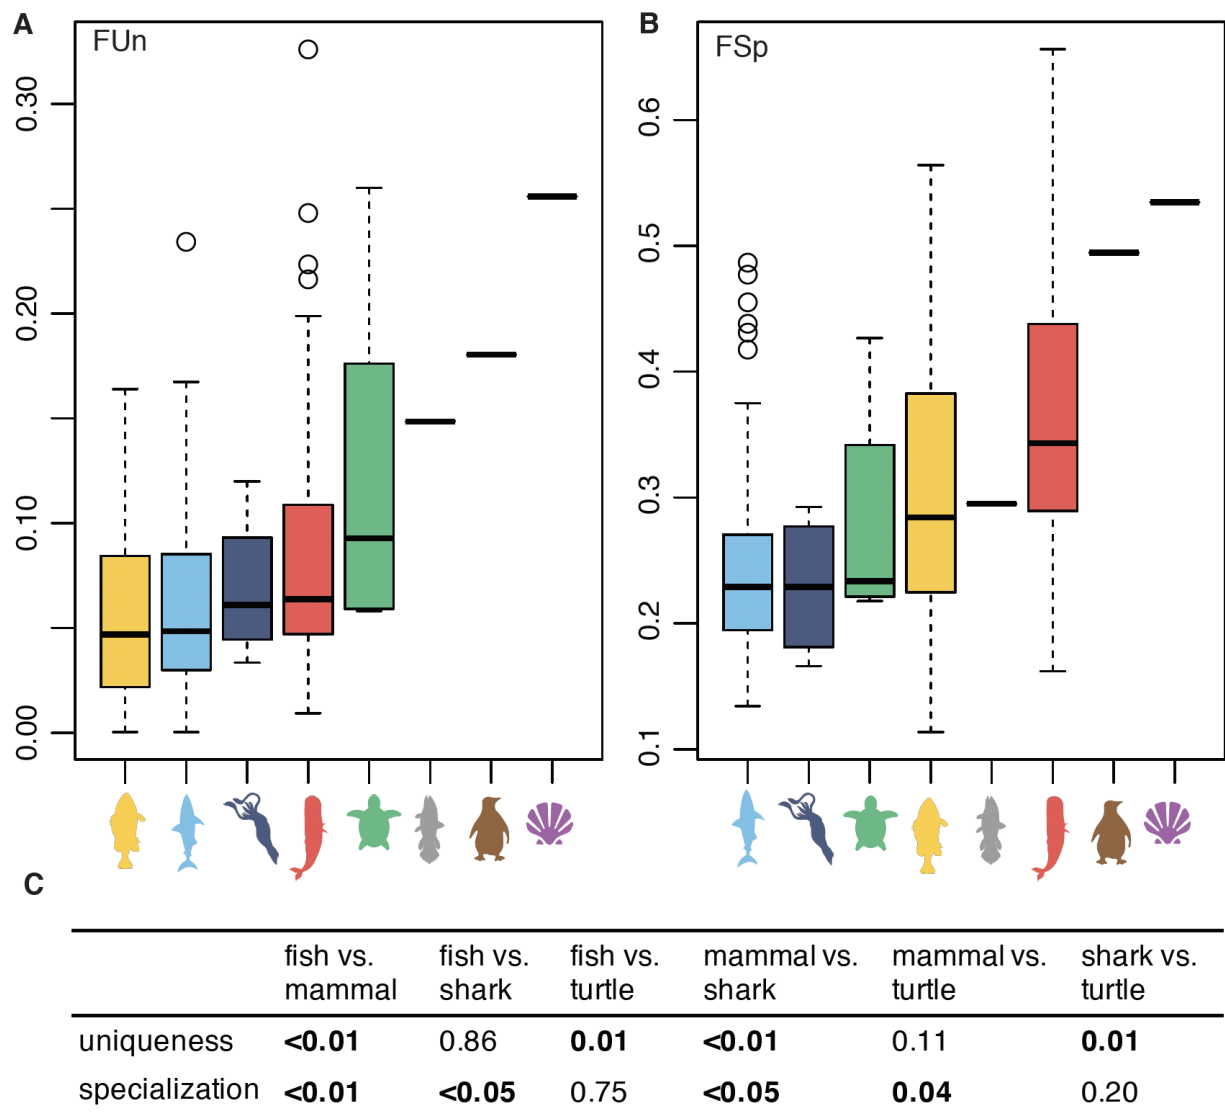 A
FUn
0.30
0.20
0.10
0.00
B
FSp
0.6
0.5
0.4
0.3
0.2
0.1
C
fish vs. mammal fish vs. shark fish vs. turtle mammal vs. shark mammal vs. turtle shark vs. turtle
uniqueness <0.01 0.86 0.01 <0.01 0.11 0.01
specialization <0.01 <0.05 0.75 <0.05 0.04 0.20